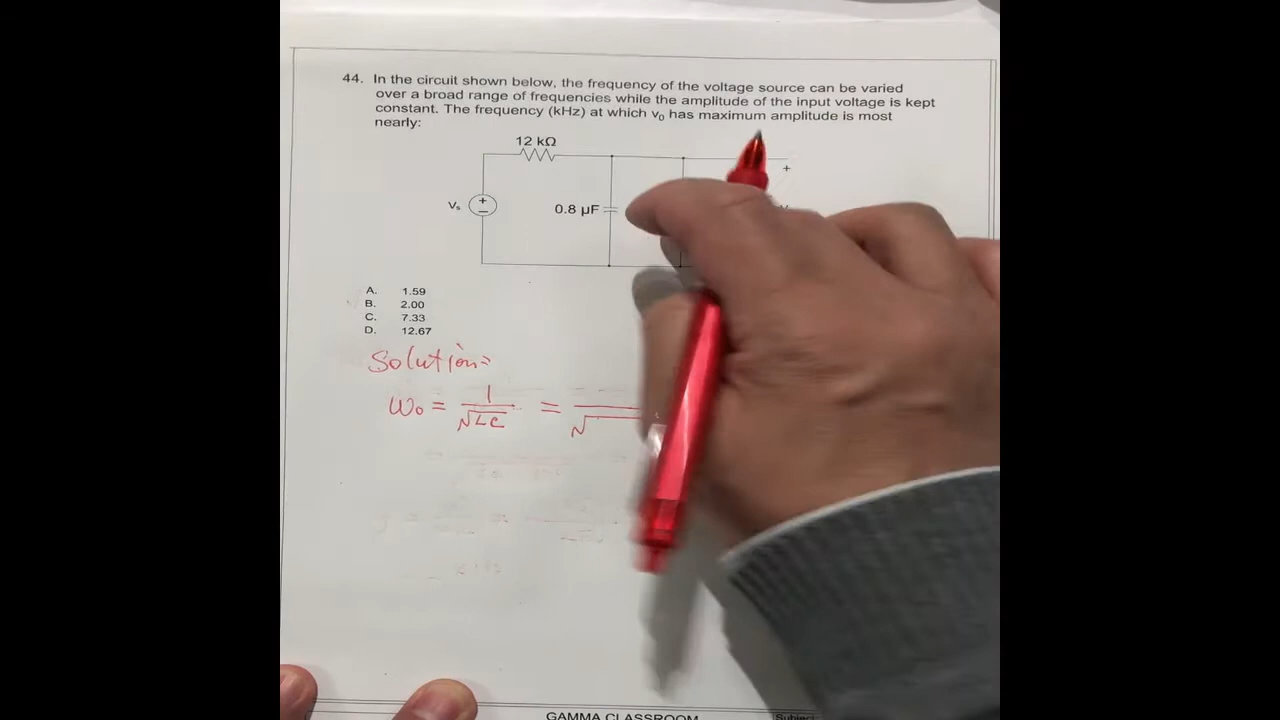 44. In the circuit shown below, the frequency of the voltage source can be varied
over a broad range of frequencies while the amplitude of the input voltage is kept
constant. The frequency (kHz) at which v₀ has maximum amplitude is most
nearly:
12 kΩ
+
Vs
+
−
0.8 µF
A. 1.59
B. 2.00
C. 7.33
D. 12.67
Solution:
ω₀ = 1/√LC = √
GAMMA CLASSROOM
Subject